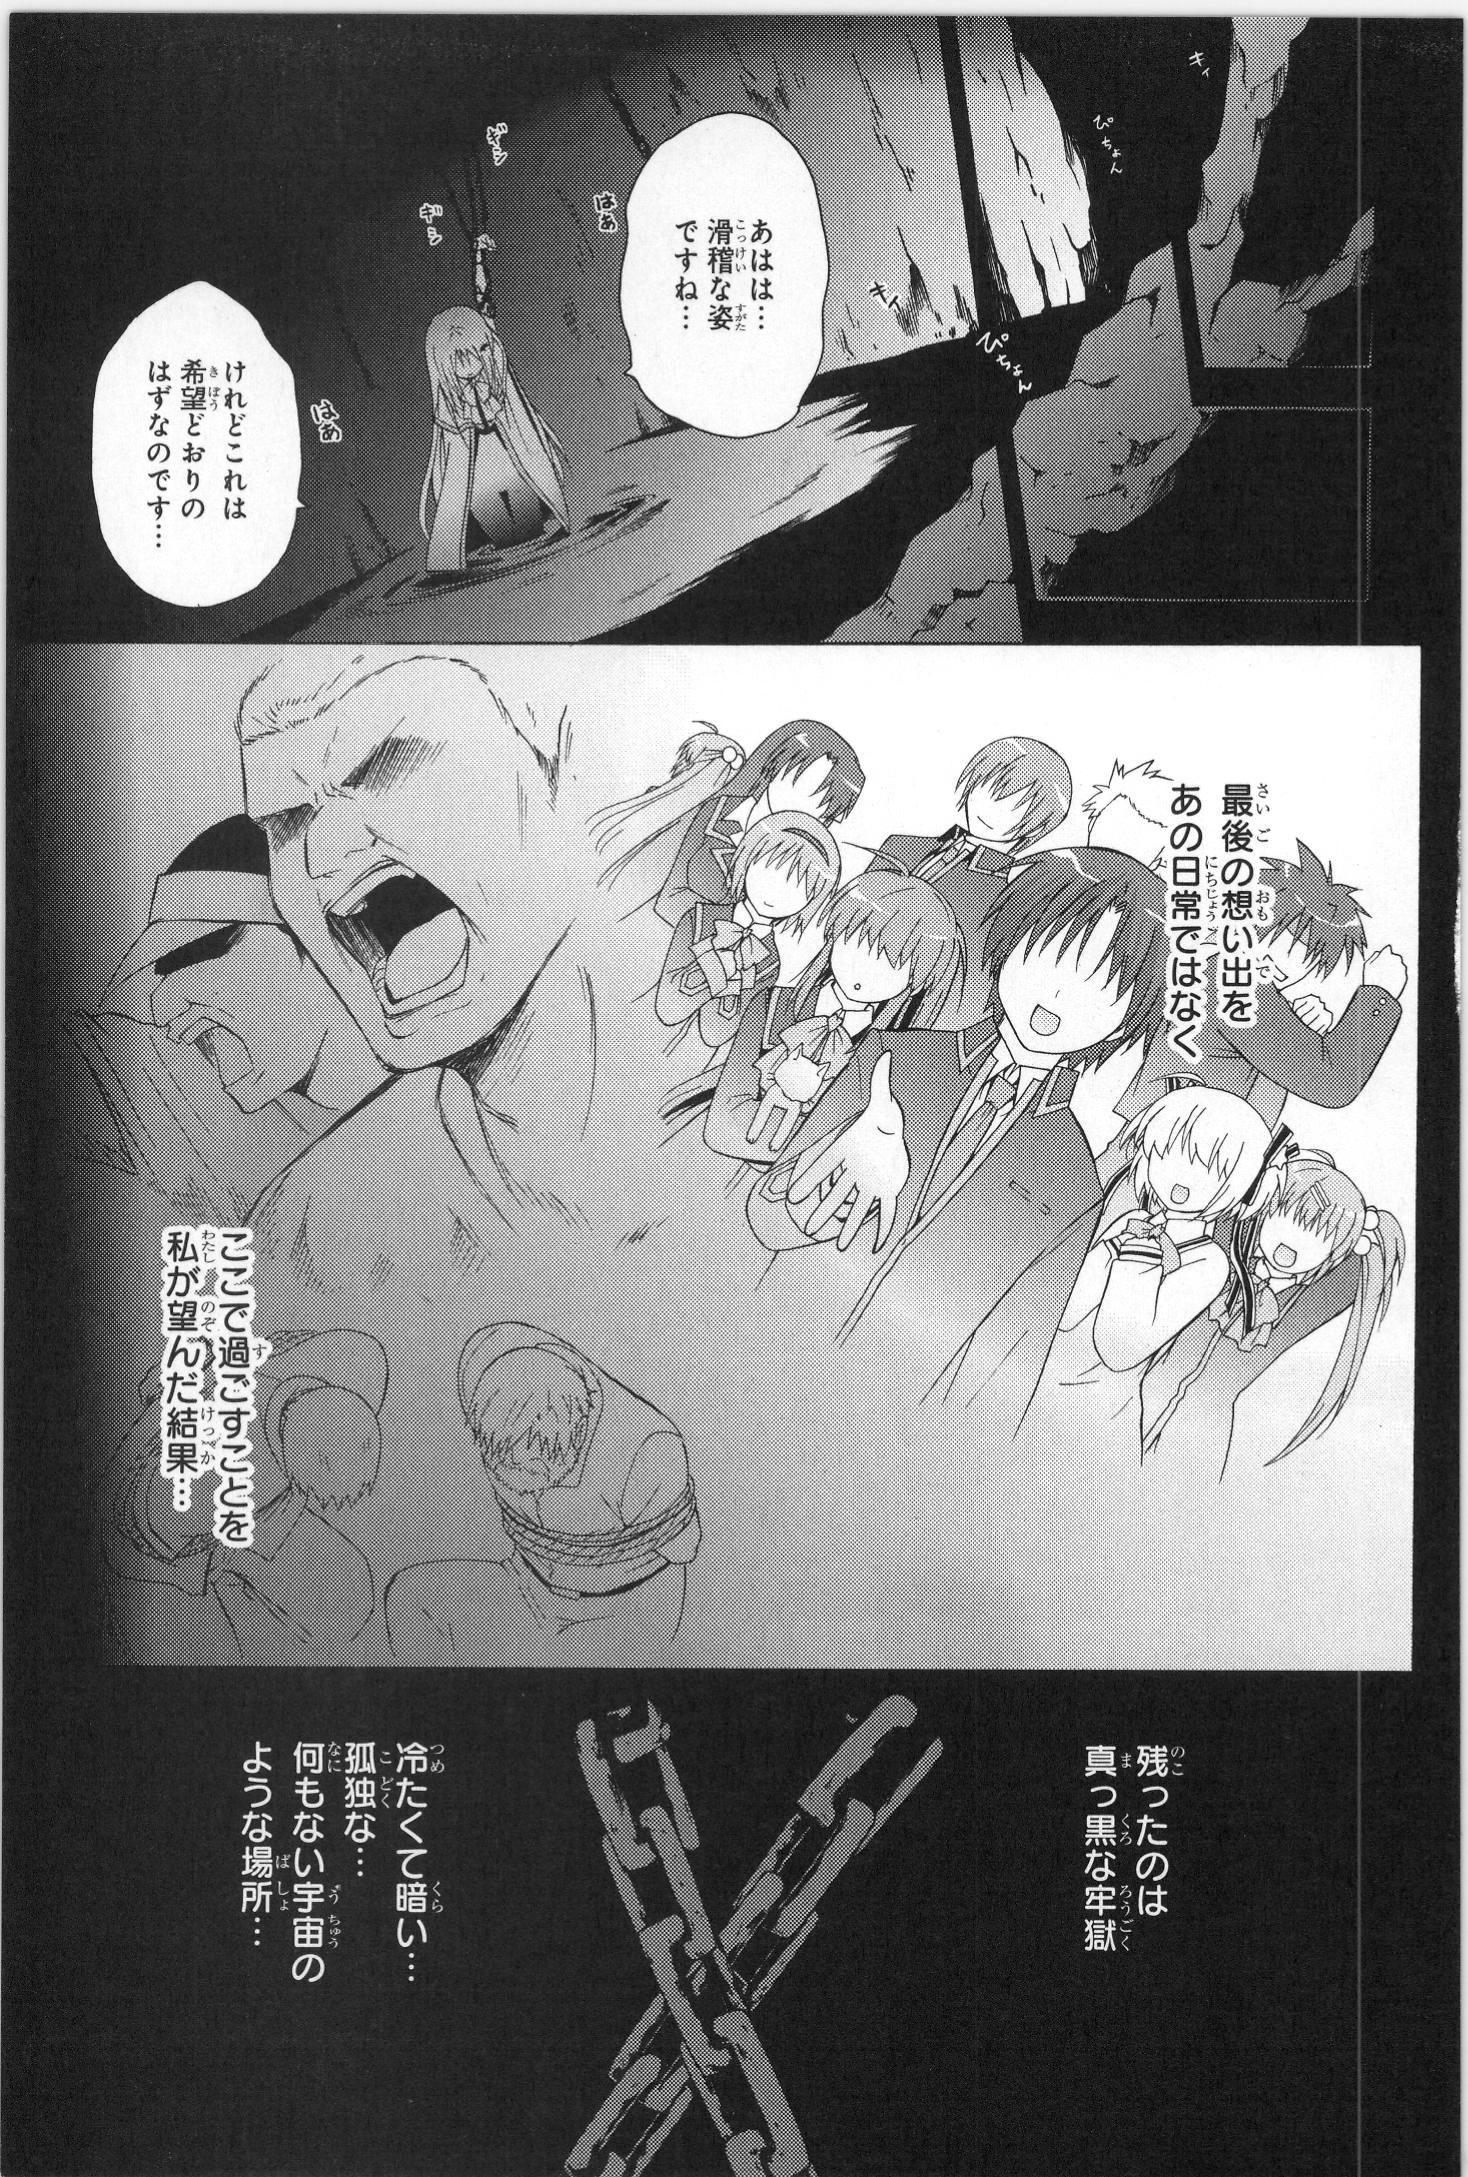 キィ
ぴちょん
ぴちょん
キィ
あはは…
滑稽な姿
ですね…
はぁ
ギシ
ギシ
はぁ
けれどこれは
希望どおりの
はずなのです…
最後の想い出を
あの日常ではなく
ここで過ごすことを
私が望んだ結果…
残ったのは
真っ黒な牢獄
冷たくて暗い…
孤独な…
何もない宇宙の
ような場所…